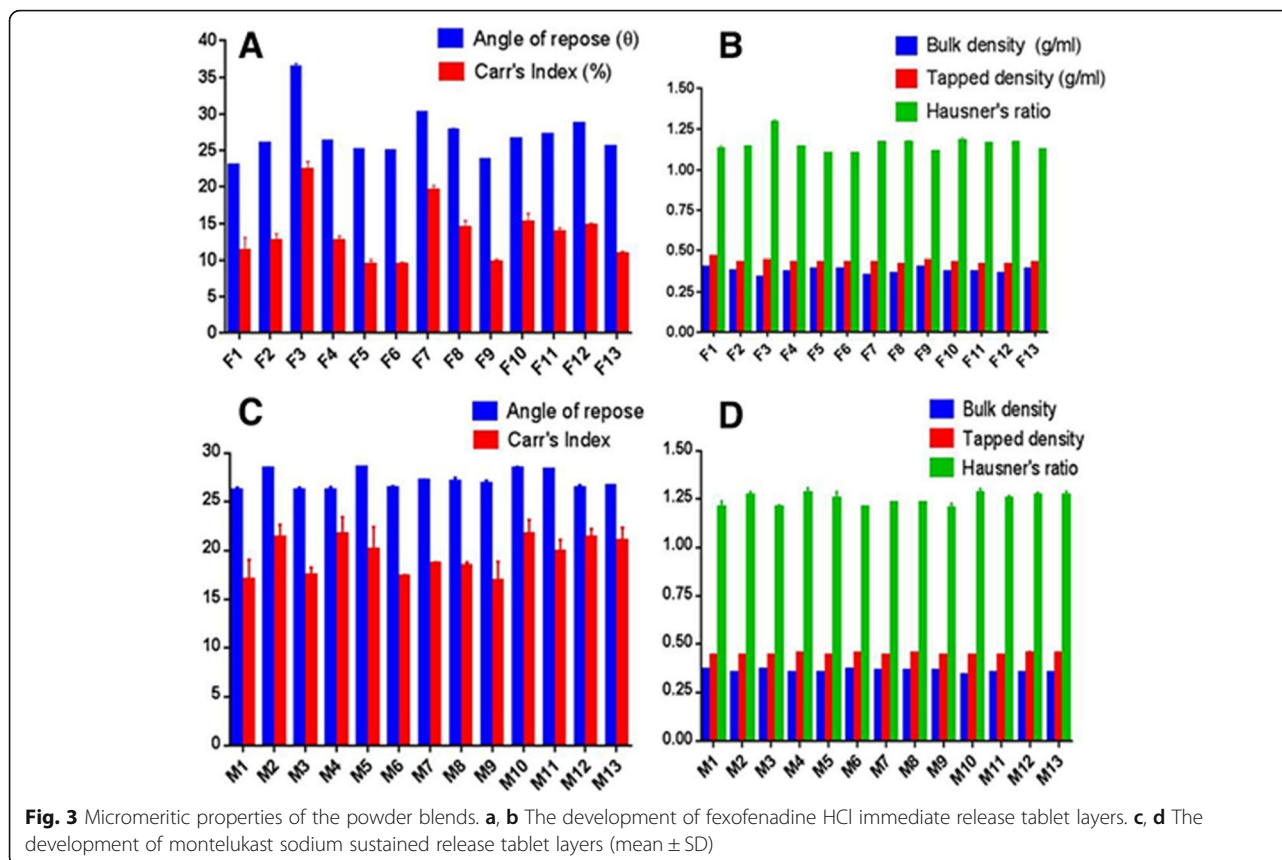 A
Angle of repose (θ)
Carr's Index (%)
40
35
30
25
20
15
10
5
0
F1 F2 F3 F4 F5 F6 F7 F8 F9 F10 F11 F12 F13
B
Bulk density (g/ml)
Tapped density (g/ml)
Hausner's ratio
1.50
1.25
1.00
0.75
0.50
0.25
0.00
F1 F2 F3 F4 F5 F6 F7 F8 F9 F10 F11 F12 F13
C
Angle of repose
Carr's Index
30
25
20
15
10
5
0
M1 M2 M3 M4 M5 M6 M7 M8 M9 M10 M11 M12 M13
D
Bulk density
Tapped density
Hausner's ratio
1.50
1.25
1.00
0.75
0.50
0.25
0.00
M1 M2 M3 M4 M5 M6 M7 M8 M9 M10 M11 M12 M13
Fig. 3 Micromeritic properties of the powder blends. a, b The development of fexofenadine HCl immediate release tablet layers. c, d The
development of montelukast sodium sustained release tablet layers (mean ± SD)